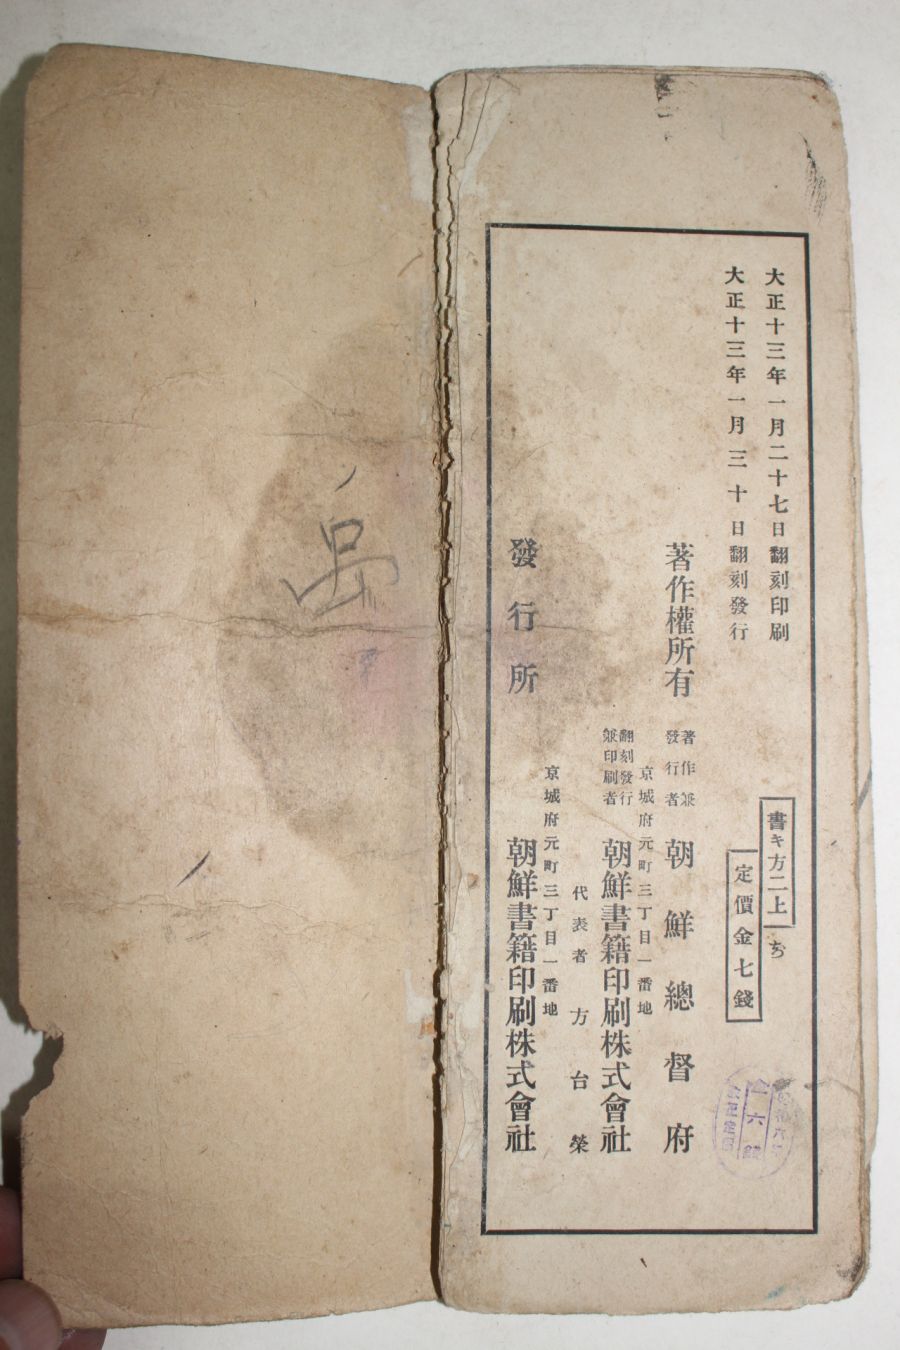 大正十三年一月二十七日翻刻印刷
大正十三年一月三十日翻刻發行
書キ方二上
定價金七錢
著作權所有
著作兼
發行者
朝鮮總督府
京城府元町三丁目一番地
翻刻發行
兼印刷者
朝鮮書籍印刷株式會社
代表者 方台榮
京城府元町三丁目一番地
發行所
朝鮮書籍印刷株式會社
金六錢
岳